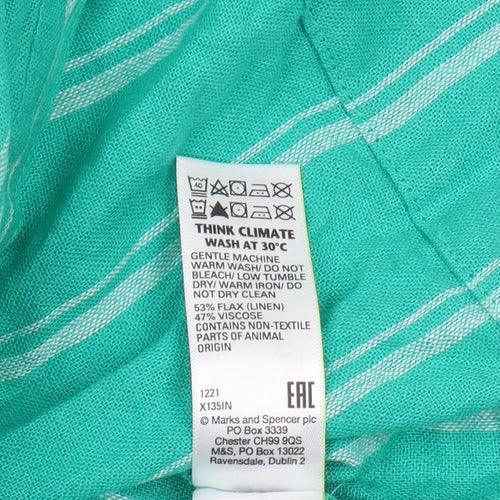 40
THINK CLIMATE
WASH AT 30°C
GENTLE MACHINE
WARM WASH/ DO NOT
BLEACH/ LOW TUMBLE
DRY/ WARM IRON/ DO
NOT DRY CLEAN
53% FLAX (LINEN)
47% VISCOSE
CONTAINS NON-TEXTILE
PARTS OF ANIMAL
ORIGIN
1221
X135IN
EAC
© Marks and Spencer plc
PO Box 3339
Chester CH99 9QS
M&S, PO Box 13022
Ravensdale, Dublin 2